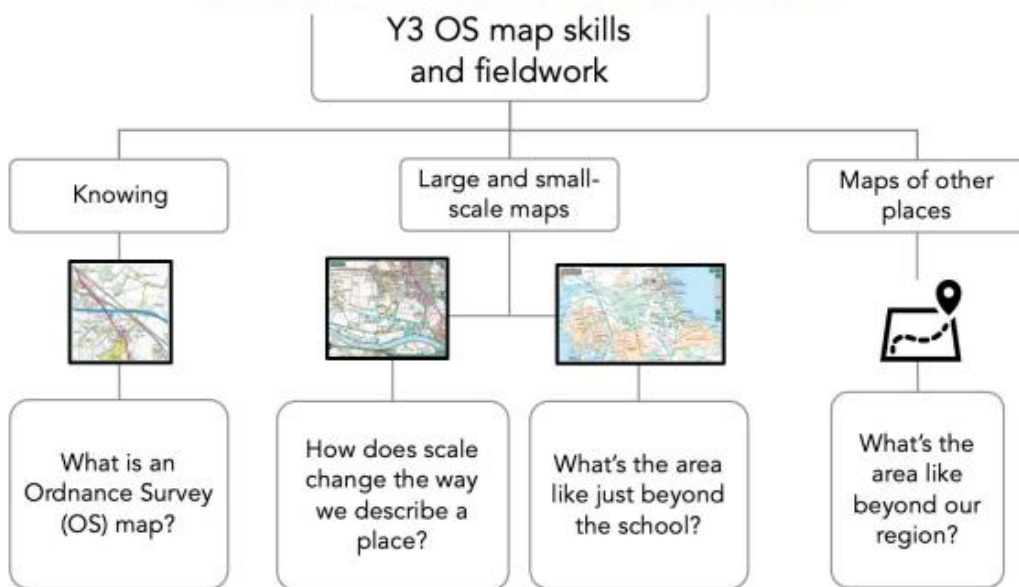 Y3 OS map skills
and fieldwork
Knowing
Large and small-
scale maps
Maps of other
places
What is an
Ordnance Survey
(OS) map?
How does scale
change the way
we describe a
place?
What's the area
like just beyond
the school?
What's the
area like
beyond our
region?